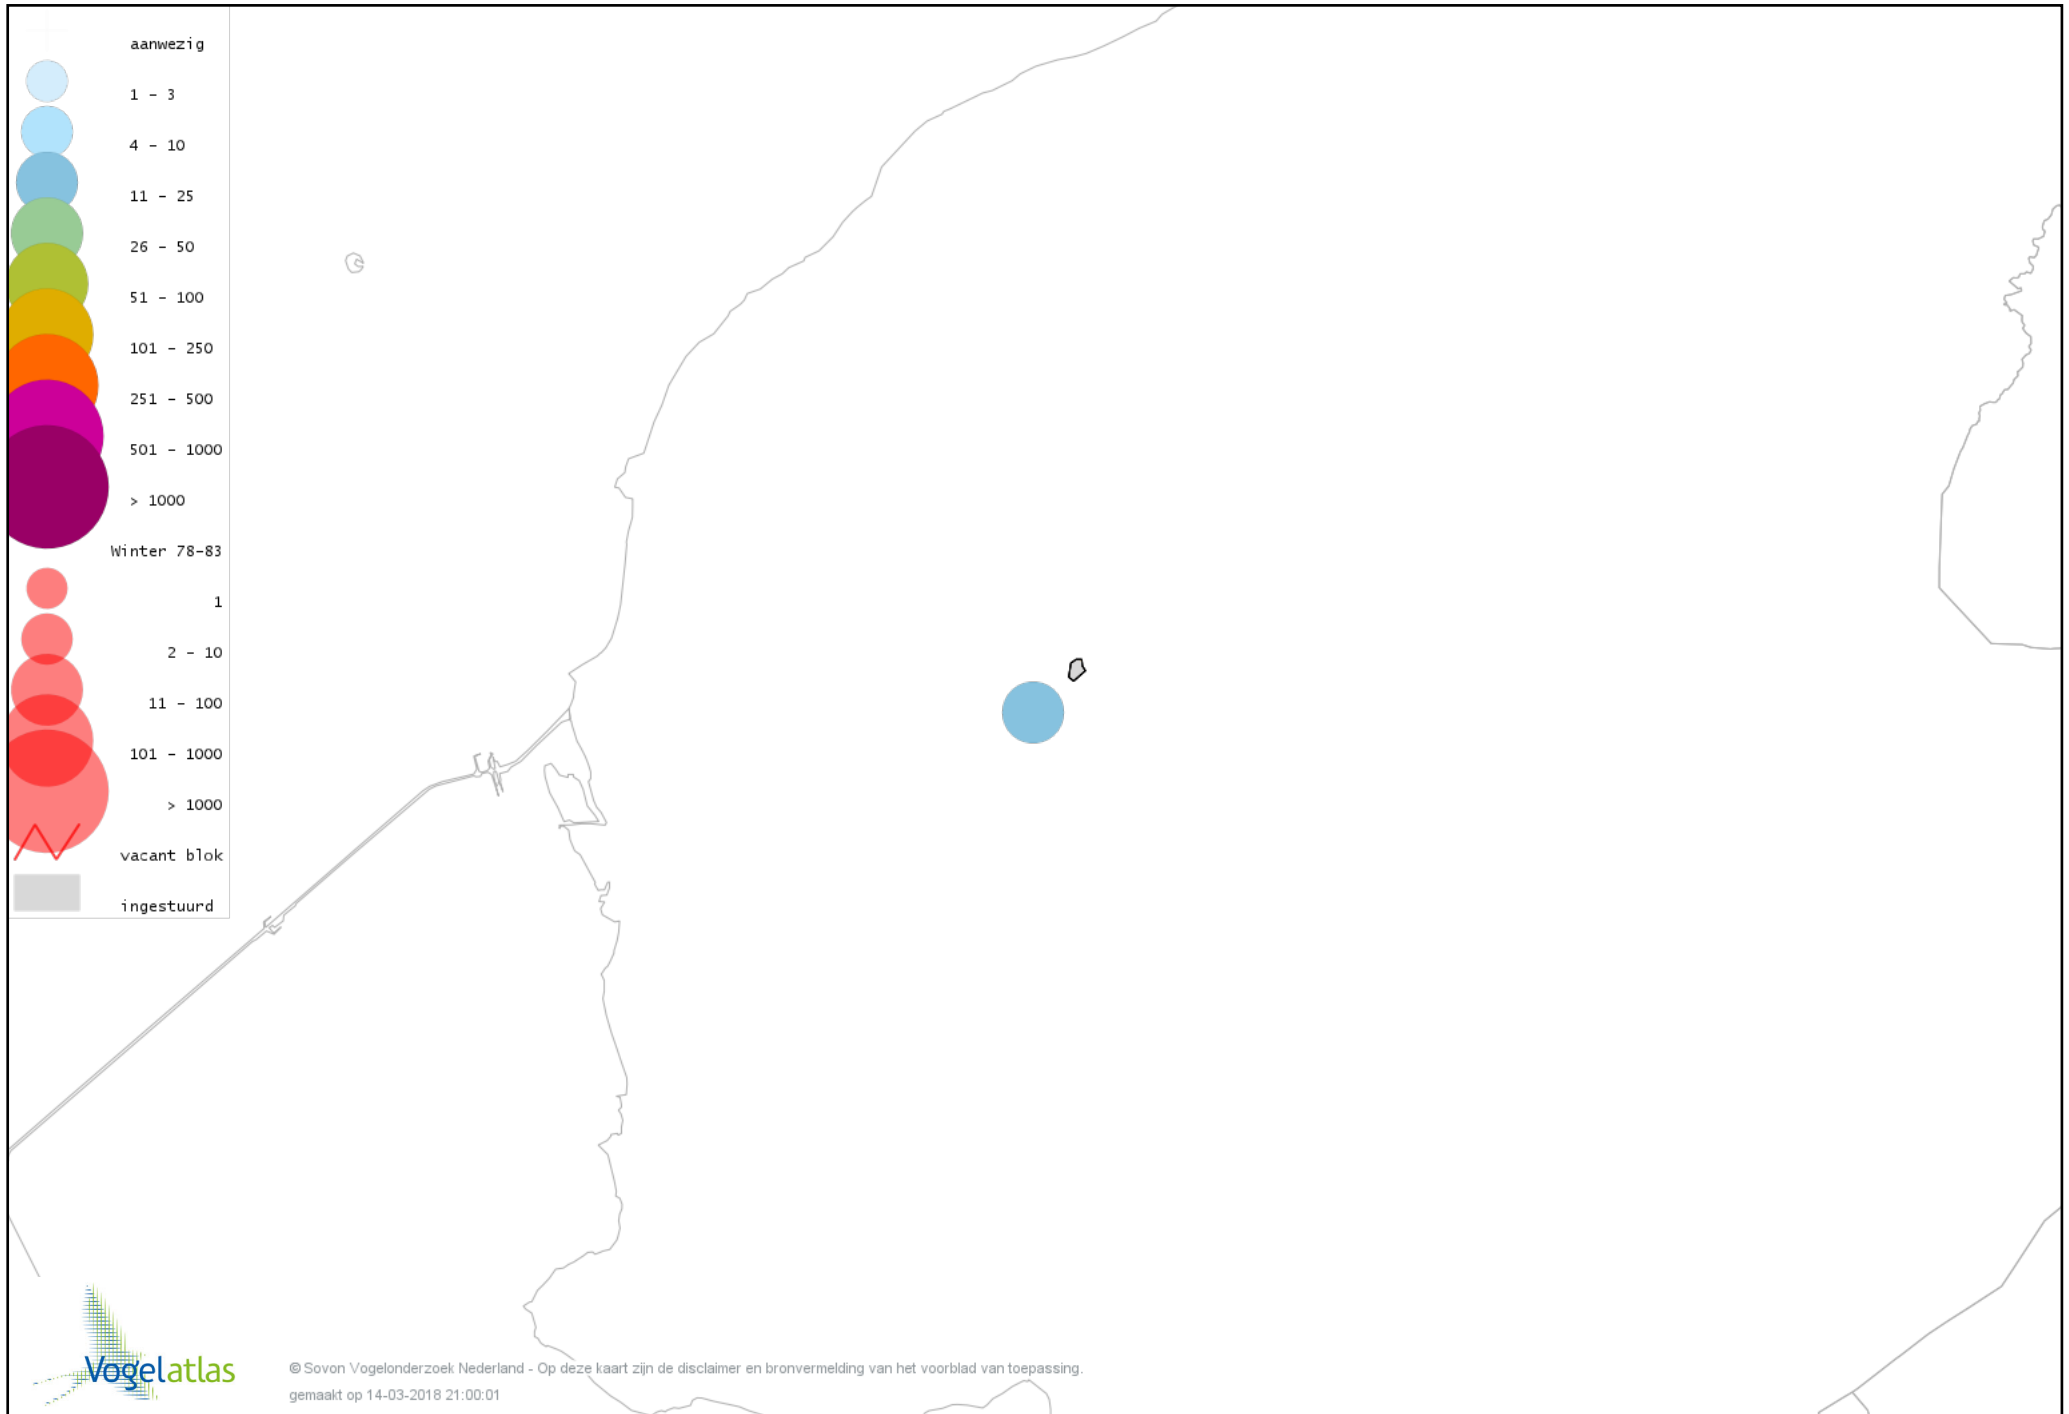 aanwezig
1 - 3
4 - 10
11 - 25
26 - 50
51 - 100
101 - 250
251 - 500
501 - 1000
> 1000
Winter 78-83
1
2 - 10
11 - 100
101 - 1000
> 1000
vacant blok
ingestuurd
Vogelatlas
© Sovon Vogelonderzoek Nederland - Op deze kaart zijn de disclaimer en bronvermelding van het voorblad van toepassing.
gemaakt op 14-03-2018 21:00:01